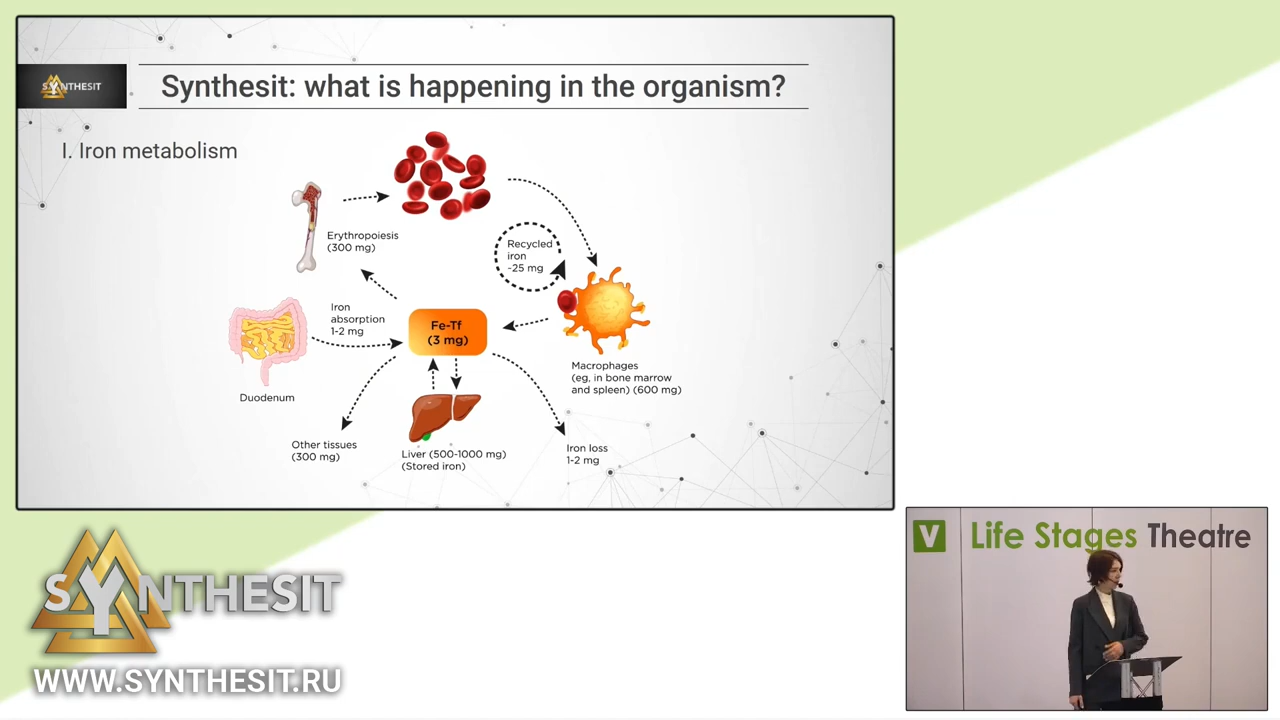 SYNTHESIT
Synthesit: what is happening in the organism?
I. Iron metabolism
Erythropoiesis
(300 mg)
Recycled
iron
~25 mg
Iron
absorption
1-2 mg
Fe-Tf
(3 mg)
Duodenum
Macrophages
(eg, in bone marrow
and spleen) (600 mg)
Other tissues
(300 mg)
Liver (500-1000 mg)
(Stored iron)
Iron loss
1-2 mg
SYNTHESIT
WWW.SYNTHESIT.RU
V Life Stages Theatre